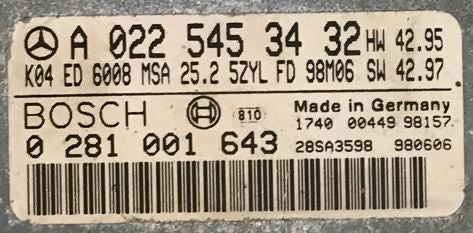 A 022 545 34 32 HW 42.95
K04 ED 6008 MSA 25.2 5ZYL FD 98M06 SW 42.97
BOSCH 810 Made in Germany
1740 00449 98157
0 281 001 643 28SA3598 980606